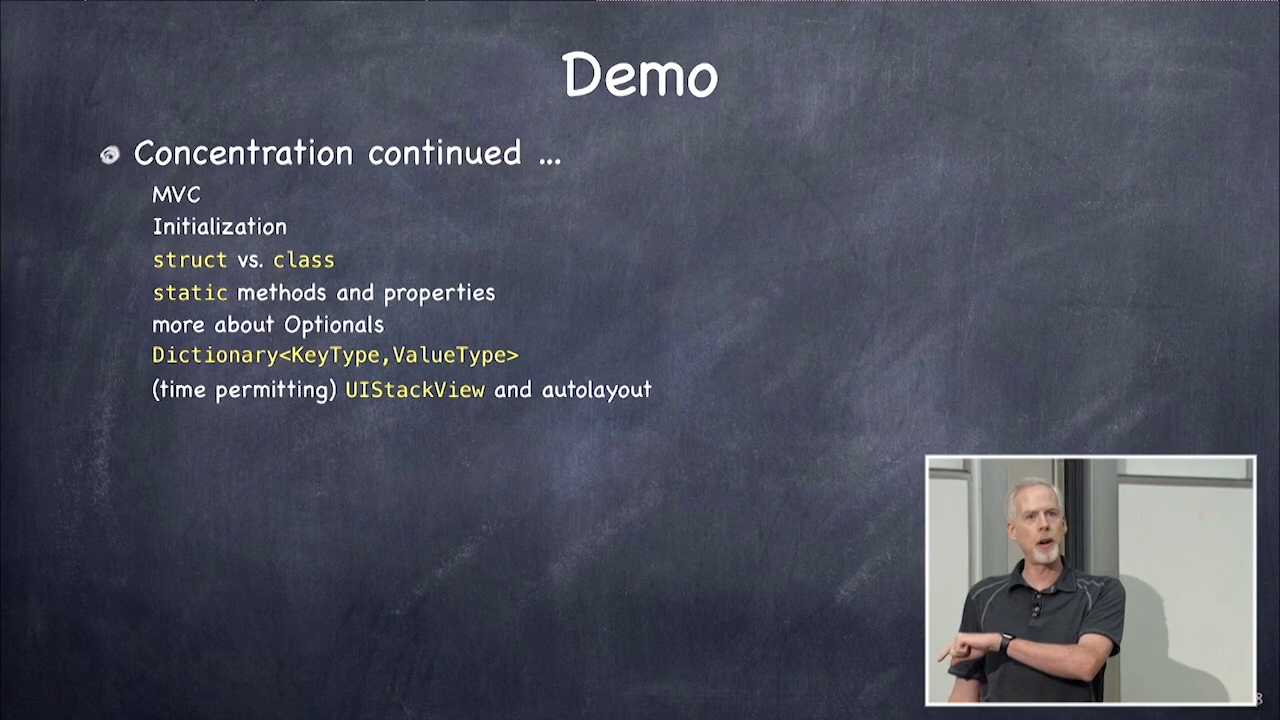 Demo
Concentration continued ...
MVC
Initialization
struct vs. class
static methods and properties
more about Optionals
Dictionary<KeyType,ValueType>
(time permitting) UIStackView and autolayout
8